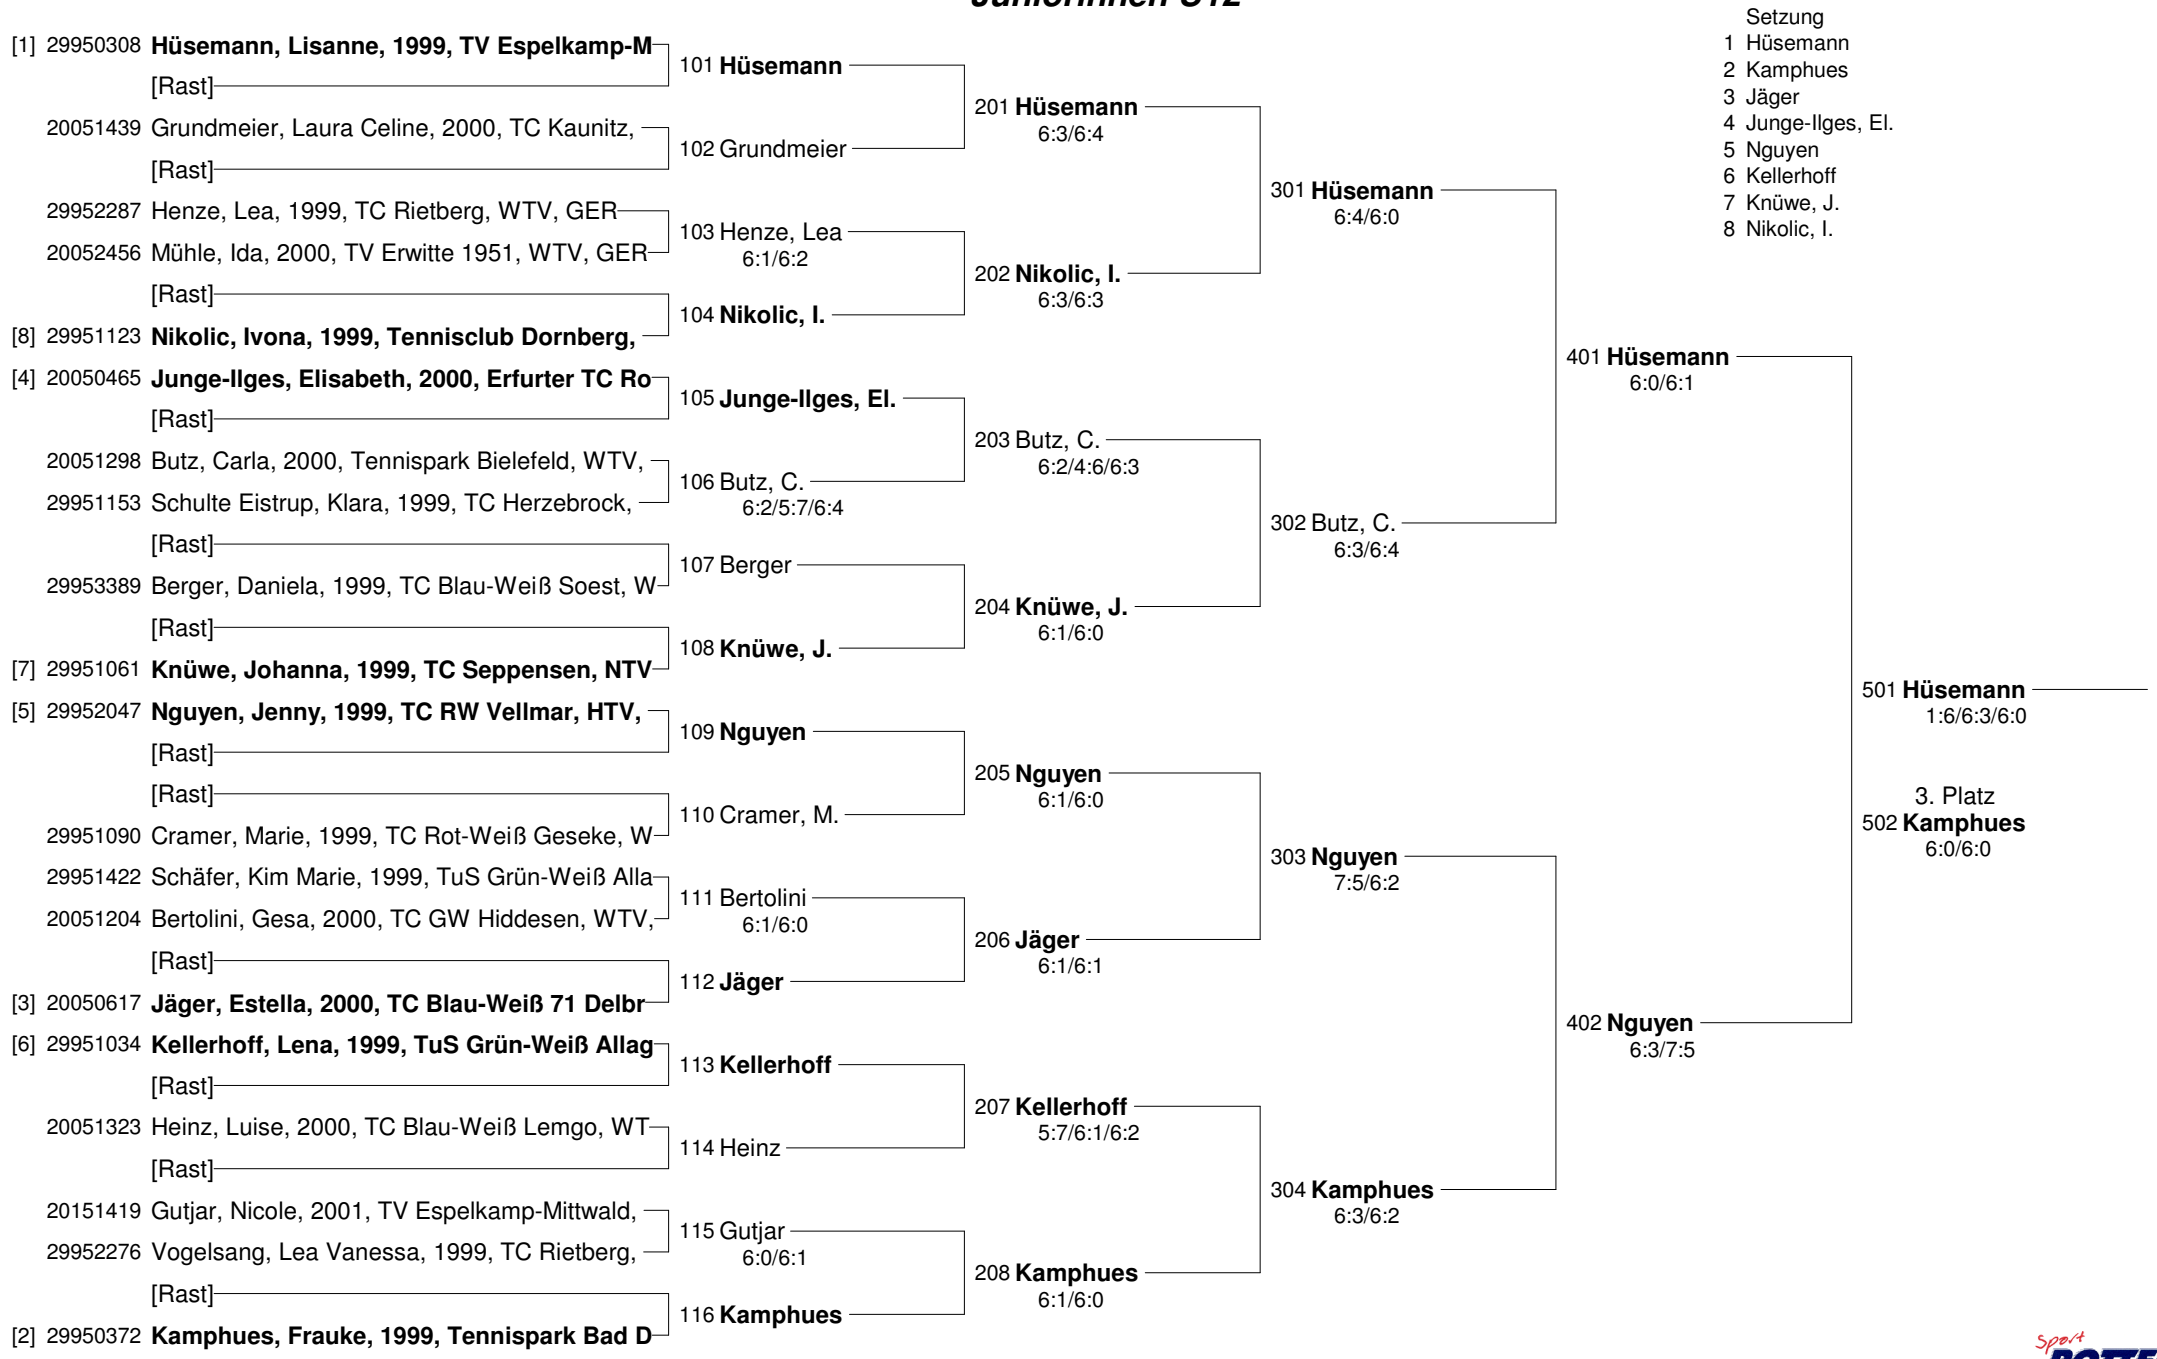 Juniorinnen U12
Setzung
1 Hüsemann
2 Kamphues
3 Jäger
4 Junge-Ilges, El.
5 Nguyen
6 Kellerhoff
7 Knüwe, J.
8 Nikolic, I.
[1] 29950308 Hüsemann, Lisanne, 1999, TV Espelkamp-M
[Rast]
20051439 Grundmeier, Laura Celine, 2000, TC Kaunitz,
[Rast]
29952287 Henze, Lea, 1999, TC Rietberg, WTV, GER
20052456 Mühle, Ida, 2000, TV Erwitte 1951, WTV, GER
[Rast]
[8] 29951123 Nikolic, Ivona, 1999, Tennisclub Dornberg,
[4] 20050465 Junge-Ilges, Elisabeth, 2000, Erfurter TC Ro
[Rast]
20051298 Butz, Carla, 2000, Tennispark Bielefeld, WTV,
29951153 Schulte Eistrup, Klara, 1999, TC Herzebrock,
[Rast]
29953389 Berger, Daniela, 1999, TC Blau-Weiß Soest, W
[Rast]
[7] 29951061 Knüwe, Johanna, 1999, TC Seppensen, NTV
[5] 29952047 Nguyen, Jenny, 1999, TC RW Vellmar, HTV,
[Rast]
[Rast]
29951090 Cramer, Marie, 1999, TC Rot-Weiß Geseke, W
29951422 Schäfer, Kim Marie, 1999, TuS Grün-Weiß Alla
20051204 Bertolini, Gesa, 2000, TC GW Hiddesen, WTV,
[Rast]
[3] 20050617 Jäger, Estella, 2000, TC Blau-Weiß 71 Delbr
[6] 29951034 Kellerhoff, Lena, 1999, TuS Grün-Weiß Allag
[Rast]
20051323 Heinz, Luise, 2000, TC Blau-Weiß Lemgo, WT
[Rast]
20151419 Gutjar, Nicole, 2001, TV Espelkamp-Mittwald,
29952276 Vogelsang, Lea Vanessa, 1999, TC Rietberg,
[Rast]
[2] 29950372 Kamphues, Frauke, 1999, Tennispark Bad D
101 Hüsemann
102 Grundmeier
103 Henze, Lea
6:1/6:2
104 Nikolic, I.
105 Junge-Ilges, El.
106 Butz, C.
6:2/5:7/6:4
107 Berger
108 Knüwe, J.
109 Nguyen
110 Cramer, M.
111 Bertolini
6:1/6:0
112 Jäger
113 Kellerhoff
114 Heinz
115 Gutjar
6:0/6:1
116 Kamphues
201 Hüsemann
6:3/6:4
202 Nikolic, I.
6:3/6:3
203 Butz, C.
6:2/4:6/6:3
204 Knüwe, J.
6:1/6:0
205 Nguyen
6:1/6:0
206 Jäger
6:1/6:1
207 Kellerhoff
5:7/6:1/6:2
208 Kamphues
6:1/6:0
301 Hüsemann
6:4/6:0
302 Butz, C.
6:3/6:4
303 Nguyen
7:5/6:2
304 Kamphues
6:3/6:2
401 Hüsemann
6:0/6:1
402 Nguyen
6:3/7:5
501 Hüsemann
1:6/6:3/6:0
3. Platz
502 Kamphues
6:0/6:0
Sport